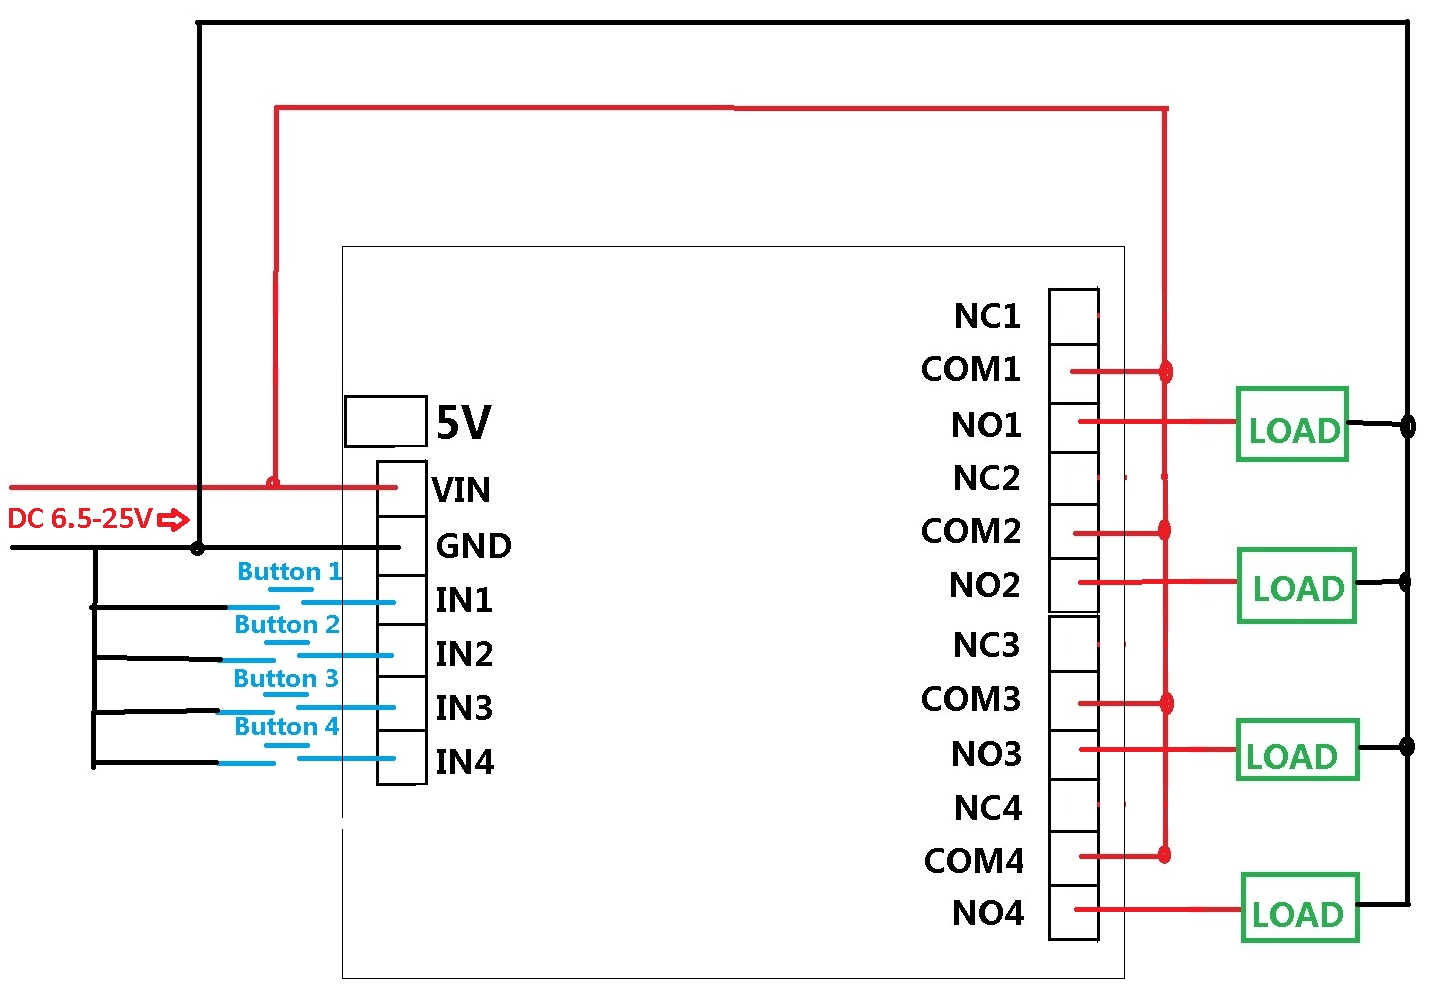 5V
VIN
DC 6.5-25V
GND
Button 1
IN1
Button 2
IN2
Button 3
IN3
Button 4
IN4
NC1
COM1
NO1
NC2
COM2
NO2
NC3
COM3
NO3
NC4
COM4
NO4
LOAD
LOAD
LOAD
LOAD